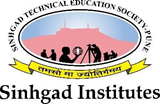 SINHGAD TECHNICAL EDUCATION SOCIETY-PUNE
तमसो मा ज्योतिर्गमय
Sinhgad Institutes